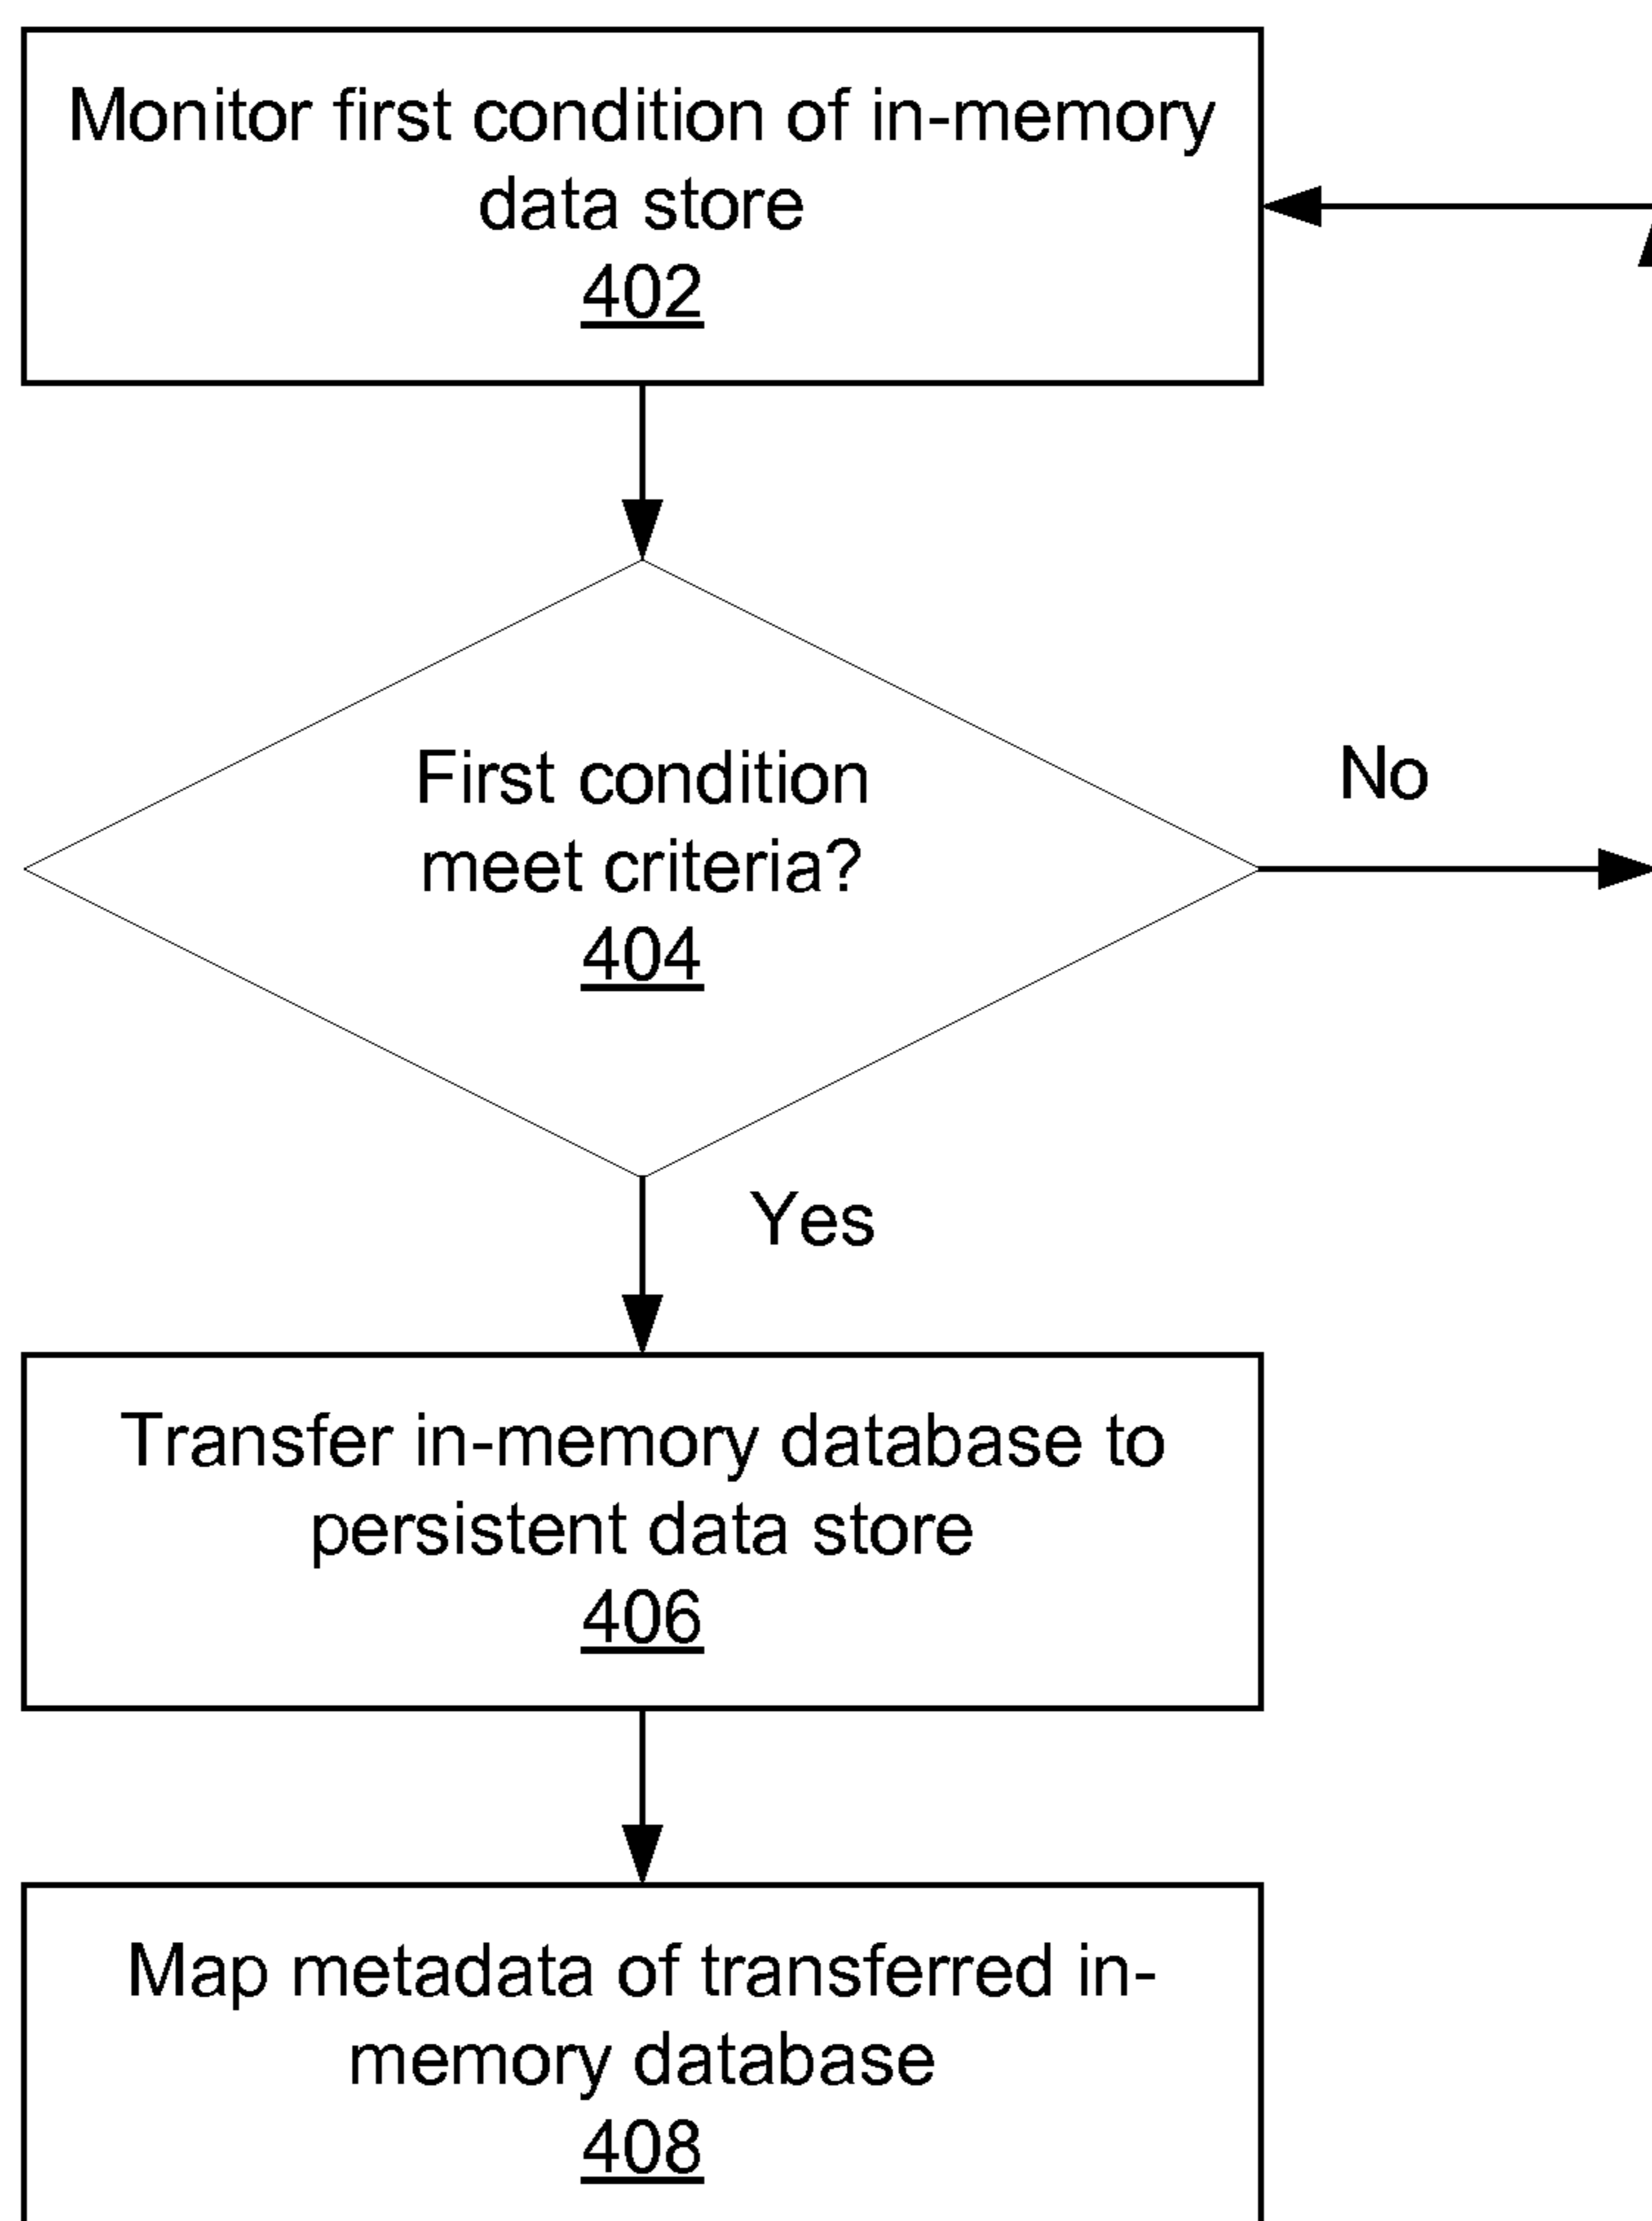 Monitor first condition of in-memory
data store
402
First condition
meet criteria?
404
No
Yes
Transfer in-memory database to
persistent data store
406
Map metadata of transferred in-
memory database
408